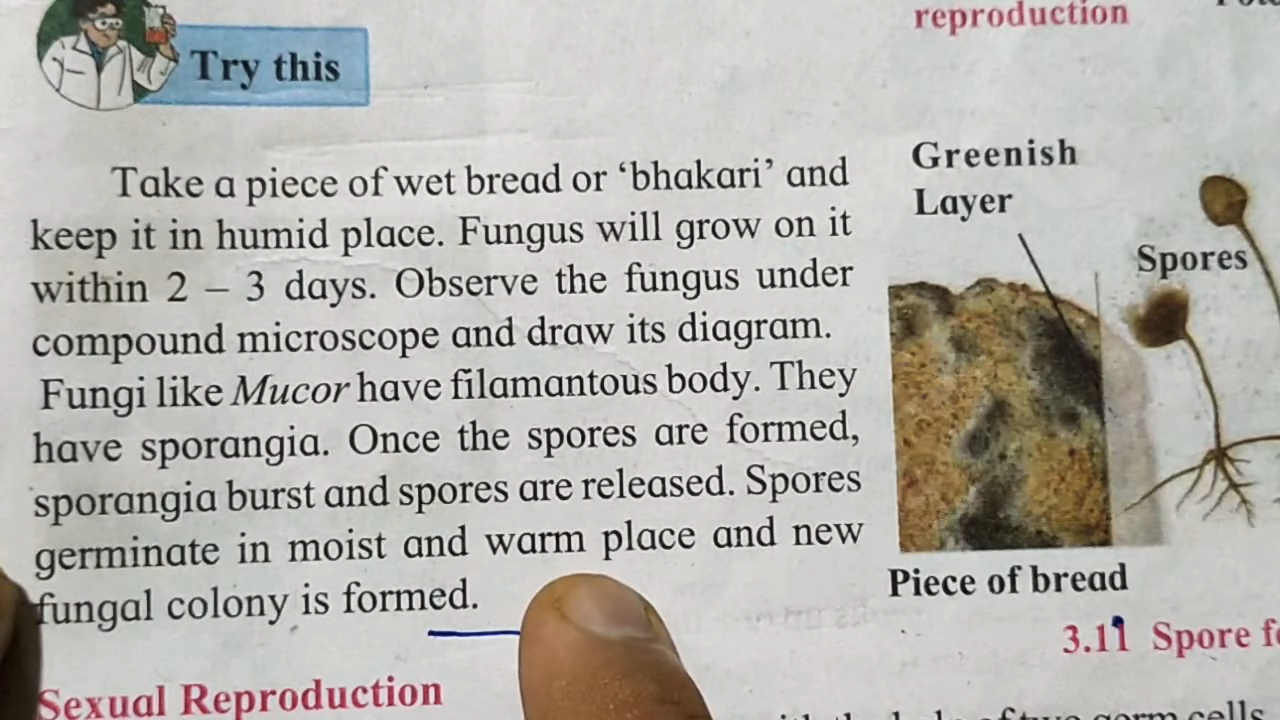 reproduction
Try this
Take a piece of wet bread or ‘bhakari’ and
keep it in humid place. Fungus will grow on it
within 2 – 3 days. Observe the fungus under
compound microscope and draw its diagram.
Fungi like Mucor have filamantous body. They
have sporangia. Once the spores are formed,
sporangia burst and spores are released. Spores
germinate in moist and warm place and new
fungal colony is formed.
Sexual Reproduction
Greenish
Layer
Spores
Piece of bread
3.11 Spore
germ cells